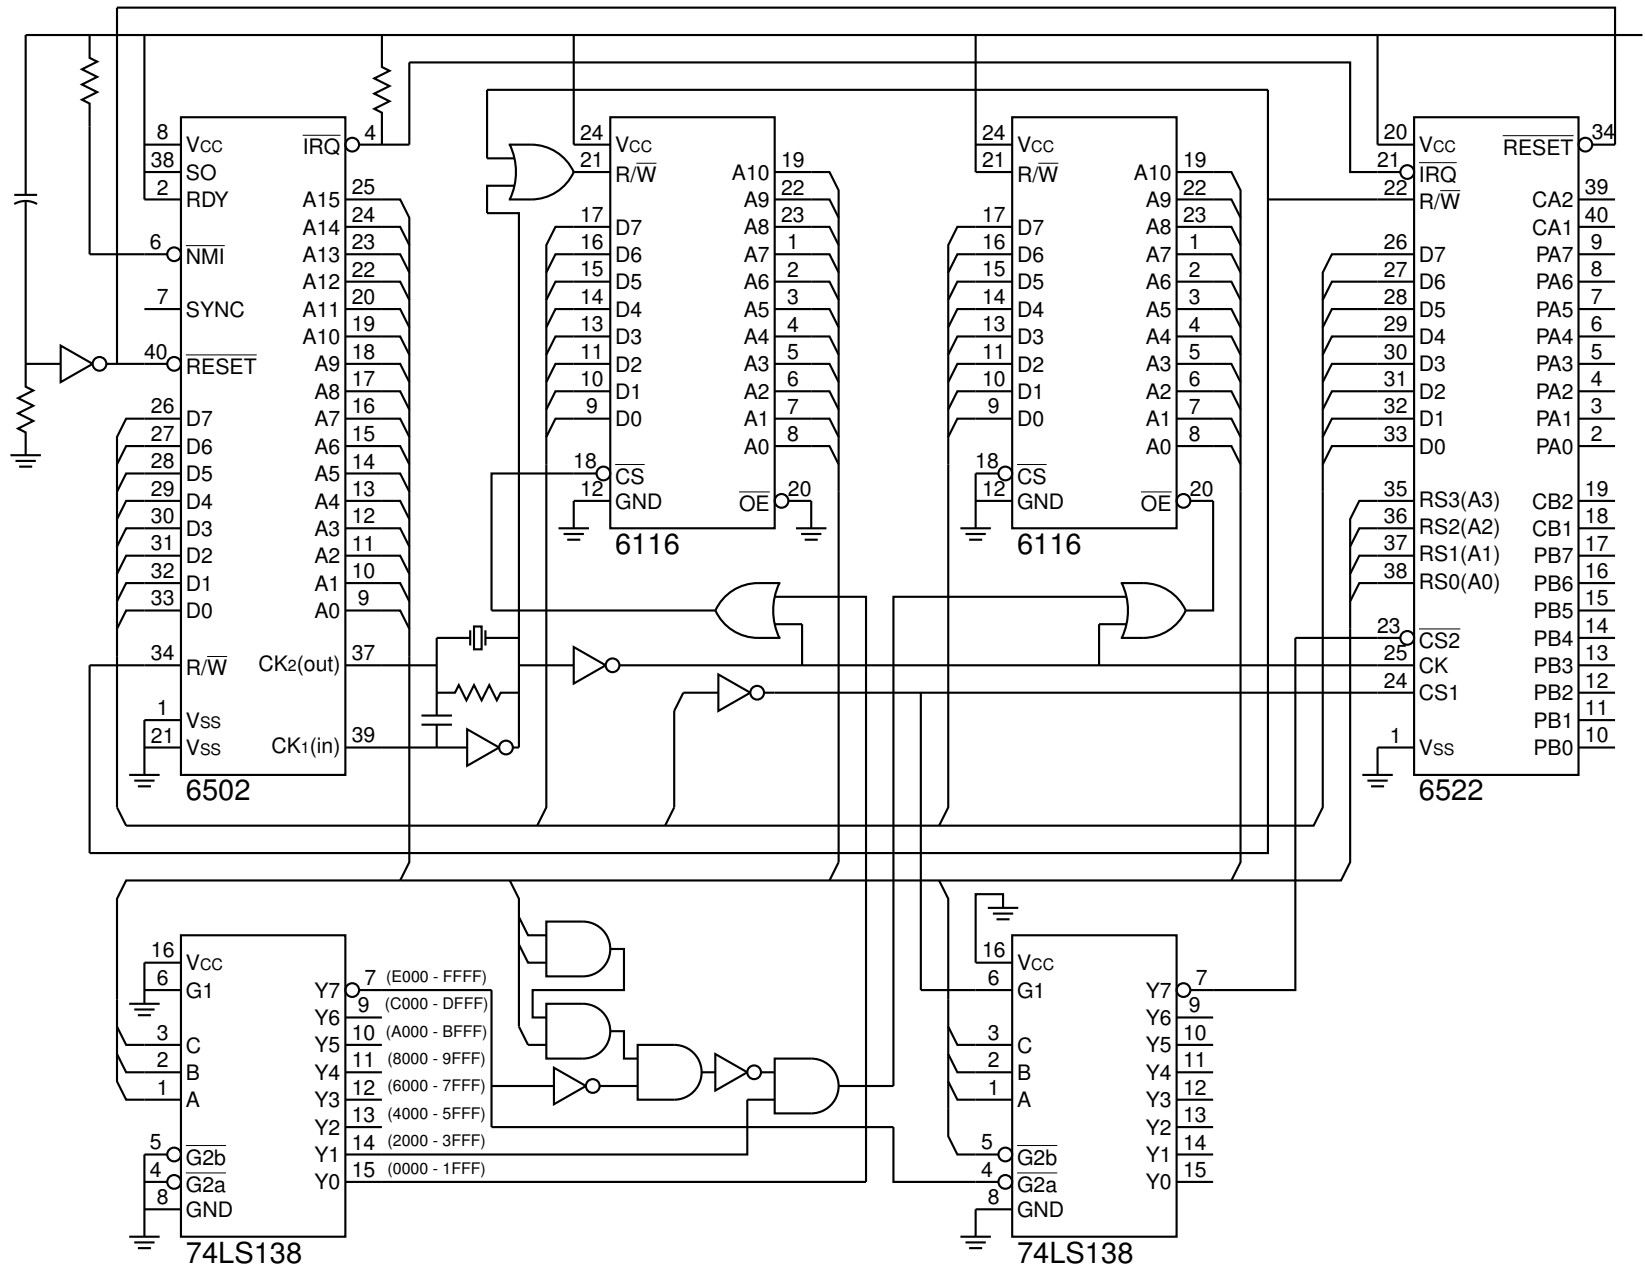 8 VCC
38 SO
2 RDY
6 NMI
7 SYNC
40 RESET
26 D7
27 D6
28 D5
29 D4
30 D3
31 D2
32 D1
33 D0
34 R/W
1 VSS
21 VSS
IRQ 4
A15 25
A14 24
A13 23
A12 22
A11 20
A10 19
A9 18
A8 17
A7 16
A6 15
A5 14
A4 13
A3 12
A2 11
A1 10
A0 9
CK2(out) 37
CK1(in) 39
6502
24 VCC
21 R/W
17 D7
16 D6
15 D5
14 D4
13 D3
11 D2
10 D1
9 D0
18 CS
12 GND
A10 19
A9 22
A8 23
A7 1
A6 2
A5 3
A4 4
A3 5
A2 6
A1 7
A0 8
OE 20
6116
24 VCC
21 R/W
17 D7
16 D6
15 D5
14 D4
13 D3
11 D2
10 D1
9 D0
18 CS
12 GND
A10 19
A9 22
A8 23
A7 1
A6 2
A5 3
A4 4
A3 5
A2 6
A1 7
A0 8
OE 20
6116
20 VCC
21 IRQ
22 R/W
26 D7
27 D6
28 D5
29 D4
30 D3
31 D2
32 D1
33 D0
35 RS3(A3)
36 RS2(A2)
37 RS1(A1)
38 RS0(A0)
23 CS2
25 CK
24 CS1
1 VSS
RESET 34
CA2 39
CA1 40
PA7 9
PA6 8
PA5 7
PA4 6
PA3 5
PA2 4
PA1 3
PA0 2
CB2 19
CB1 18
PB7 17
PB6 16
PB5 15
PB4 14
PB3 13
PB2 12
PB1 11
PB0 10
6522
16 VCC
6 G1
3 C
2 B
1 A
5 G2b
4 G2a
8 GND
Y7 7 (E000 - FFFF)
Y6 9 (C000 - DFFF)
Y5 10 (A000 - BFFF)
Y4 11 (8000 - 9FFF)
Y3 12 (6000 - 7FFF)
Y2 13 (4000 - 5FFF)
Y1 14 (2000 - 3FFF)
Y0 15 (0000 - 1FFF)
74LS138
16 VCC
6 G1
3 C
2 B
1 A
5 G2b
4 G2a
8 GND
Y7 7
Y6 9
Y5 10
Y4 11
Y3 12
Y2 13
Y1 14
Y0 15
74LS138